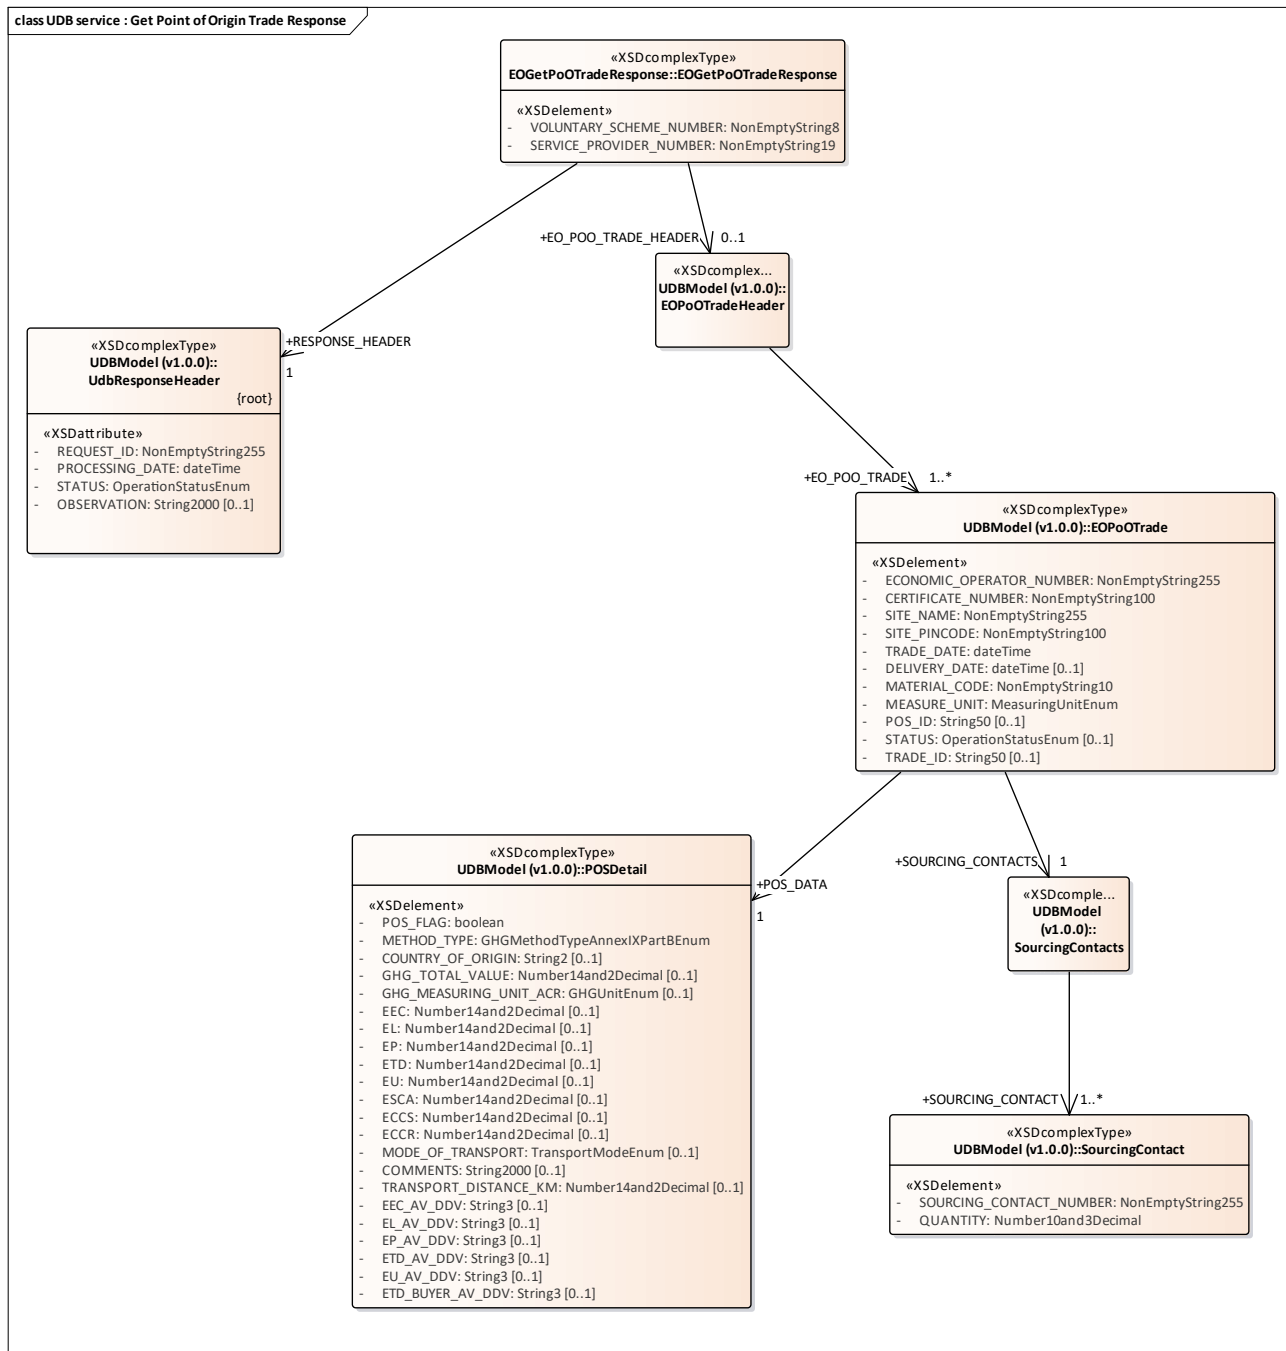 class UDB service : Get Point of Origin Trade Response
«XSDcomplexType»
EOGetPoOTradeResponse::EOGetPoOTradeResponse
«XSDelement»
- VOLUNTARY_SCHEME_NUMBER: NonEmptyString8
- SERVICE_PROVIDER_NUMBER: NonEmptyString19
+EO_POO_TRADE_HEADER 0..1
«XSDcomplex...
UDBModel (v1.0.0)::
EOPoOTradeHeader
+RESPONSE_HEADER
1
«XSDcomplexType»
UDBModel (v1.0.0)::
UdbResponseHeader
{root}
«XSDattribute»
- REQUEST_ID: NonEmptyString255
- PROCESSING_DATE: dateTime
- STATUS: OperationStatusEnum
- OBSERVATION: String2000 [0..1]
+EO_POO_TRADE 1..*
«XSDcomplexType»
UDBModel (v1.0.0)::EOPoOTrade
«XSDelement»
- ECONOMIC_OPERATOR_NUMBER: NonEmptyString255
- CERTIFICATE_NUMBER: NonEmptyString100
- SITE_NAME: NonEmptyString255
- SITE_PINCODE: NonEmptyString100
- TRADE_DATE: dateTime
- DELIVERY_DATE: dateTime [0..1]
- MATERIAL_CODE: NonEmptyString10
- MEASURE_UNIT: MeasuringUnitEnum
- POS_ID: String50 [0..1]
- STATUS: OperationStatusEnum [0..1]
- TRADE_ID: String50 [0..1]
+POS_DATA
1
«XSDcomplexType»
UDBModel (v1.0.0)::POSDetail
«XSDelement»
- POS_FLAG: boolean
- METHOD_TYPE: GHGMethodTypeAnnexIXPartBEnum
- COUNTRY_OF_ORIGIN: String2 [0..1]
- GHG_TOTAL_VALUE: Number14and2Decimal [0..1]
- GHG_MEASURING_UNIT_ACR: GHGUnitEnum [0..1]
- EEC: Number14and2Decimal [0..1]
- EL: Number14and2Decimal [0..1]
- EP: Number14and2Decimal [0..1]
- ETD: Number14and2Decimal [0..1]
- EU: Number14and2Decimal [0..1]
- ESCA: Number14and2Decimal [0..1]
- ECCS: Number14and2Decimal [0..1]
- ECCR: Number14and2Decimal [0..1]
- MODE_OF_TRANSPORT: TransportModeEnum [0..1]
- COMMENTS: String2000 [0..1]
- TRANSPORT_DISTANCE_KM: Number14and2Decimal [0..1]
- EEC_AV_DDV: String3 [0..1]
- EL_AV_DDV: String3 [0..1]
- EP_AV_DDV: String3 [0..1]
- ETD_AV_DDV: String3 [0..1]
- EU_AV_DDV: String3 [0..1]
- ETD_BUYER_AV_DDV: String3 [0..1]
+SOURCING_CONTACTS 1
«XSDcomple...
UDBModel
(v1.0.0)::
SourcingContacts
+SOURCING_CONTACT 1..*
«XSDcomplexType»
UDBModel (v1.0.0)::SourcingContact
«XSDelement»
- SOURCING_CONTACT_NUMBER: NonEmptyString255
- QUANTITY: Number10and3Decimal